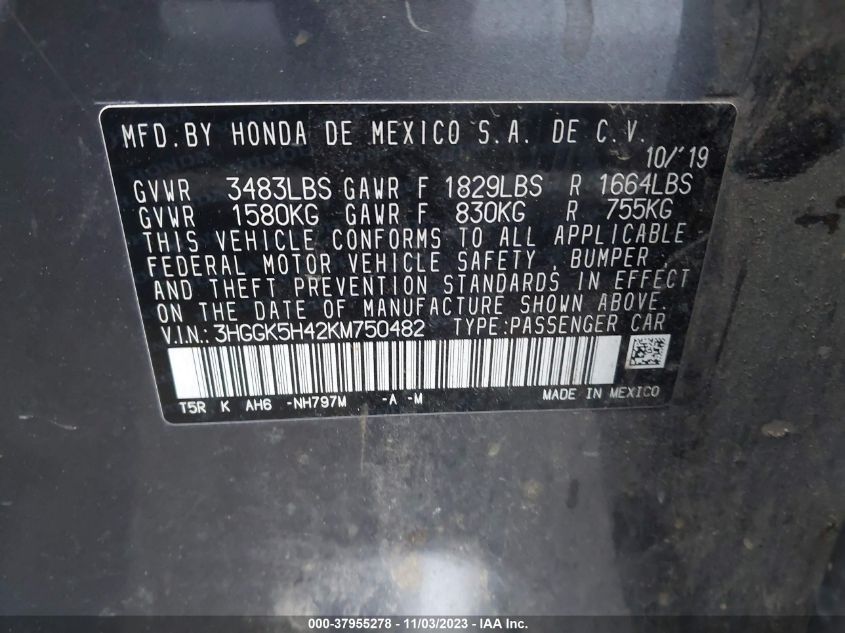 MFD.BY HONDA DE MEXICO S.A. DE C.V.
10/'19
GVWR 3483LBS GAWR F 1829LBS R 1664LBS
GVWR 1580KG GAWR F 830KG R 755KG
THIS VEHICLE CONFORMS TO ALL APPLICABLE
FEDERAL MOTOR VEHICLE SAFETY, BUMPER,
AND THEFT PREVENTION STANDARDS IN EFFECT
ON THE DATE OF MANUFACTURE SHOWN ABOVE.
V.I.N.: 3HGGK5H42KM750482 TYPE:PASSENGER CAR
T5R K AH6 -NH797M -A -M MADE IN MEXICO
000-37955278 - 11/03/2023 - IAA Inc.